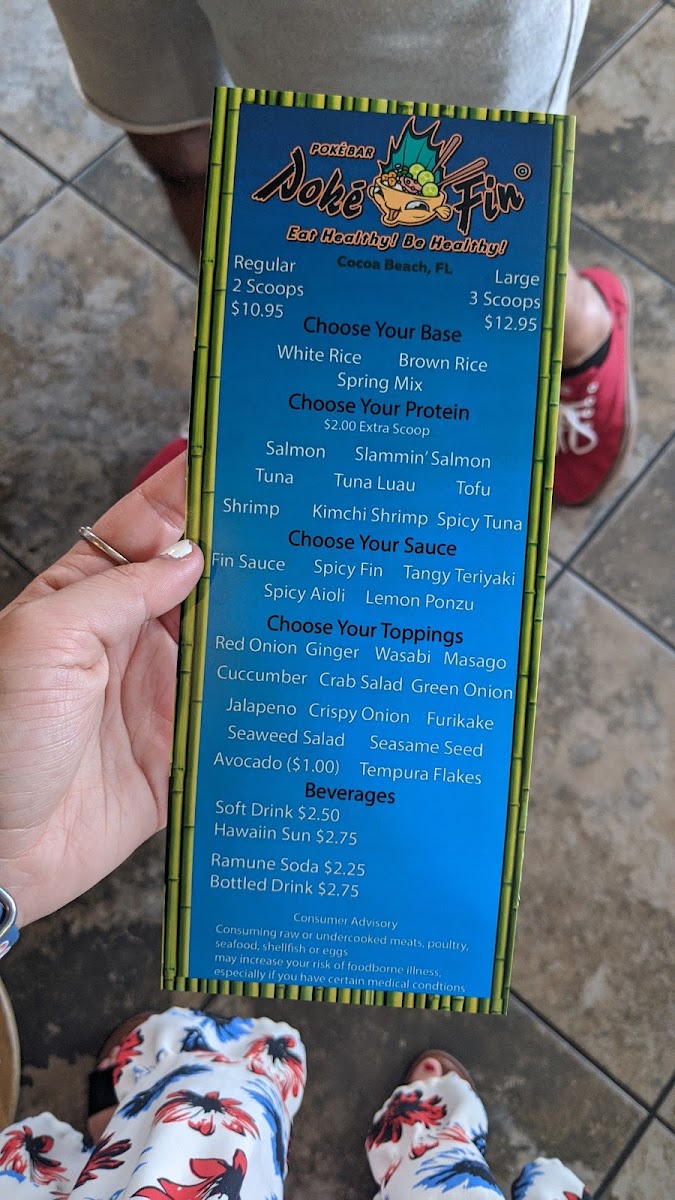 POKÉ BAR
Poké Fin ©
Eat Healthy! Be Healthy!
Cocoa Beach, FL
Regular
2 Scoops
$10.95
Large
3 Scoops
$12.95
Choose Your Base
White Rice Brown Rice
Spring Mix
Choose Your Protein
$2.00 Extra Scoop
Salmon Slammin' Salmon
Tuna Tuna Luau Tofu
Shrimp Kimchi Shrimp Spicy Tuna
Choose Your Sauce
Fin Sauce Spicy Fin Tangy Teriyaki
Spicy Aioli Lemon Ponzu
Choose Your Toppings
Red Onion Ginger Wasabi Masago
Cuccumber Crab Salad Green Onion
Jalapeno Crispy Onion Furikake
Seaweed Salad Seasame Seed
Avocado ($1.00) Tempura Flakes
Beverages
Soft Drink $2.50
Hawaiin Sun $2.75
Ramune Soda $2.25
Bottled Drink $2.75
Consumer Advisory
Consuming raw or undercooked meats, poultry,
seafood, shellfish or eggs
may increase your risk of foodborne illness,
especially if you have certain medical condtions